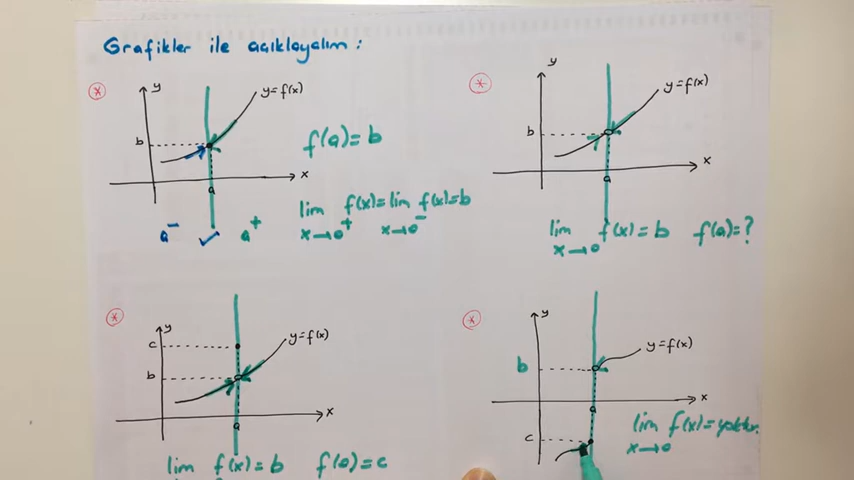 Grafikler ile açıklayalım :
y
y=f(x)
b
a
x
f(a)=b
a⁻ ✓ a⁺
lim f(x)=lim f(x)=b
x→a⁺ x→a⁻
y
y=f(x)
b
a
x
lim f(x)=b f(a)=?
x→a
y
c
y=f(x)
b
a
x
lim f(x)=b f(a)=c
y
b
y=f(x)
a
x
c
lim f(x)=yoktur.
x→a